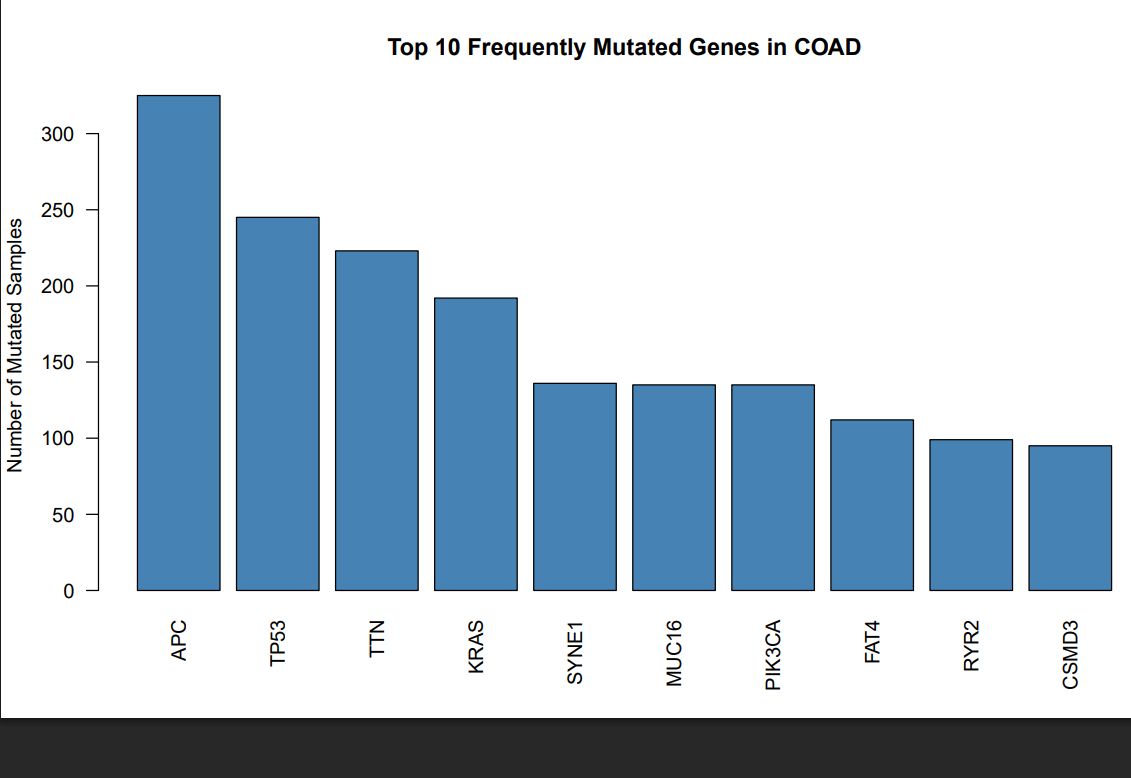 Top 10 Frequently Mutated Genes in COAD
Number of Mutated Samples
300
250
200
150
100
50
0
APC
TP53
TTN
KRAS
SYNE1
MUC16
PIK3CA
FAT4
RYR2
CSMD3